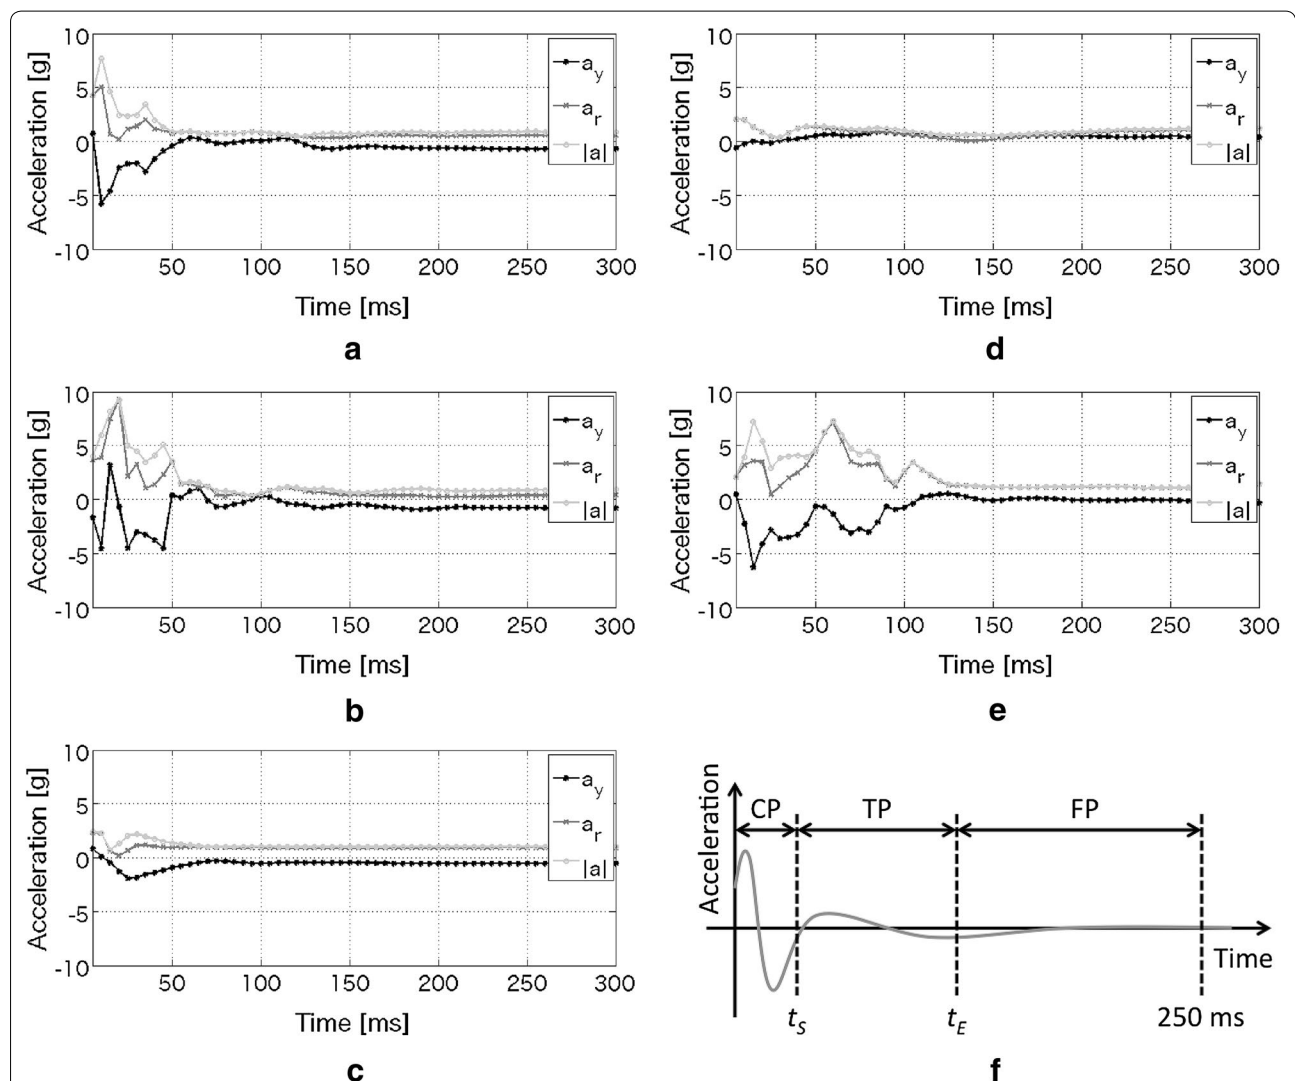 Acceleration [g]
10
5
0
-5
-10
50 100 150 200 250 300
Time [ms]
a_y
a_r
|a|
a
Acceleration [g]
10
5
0
-5
-10
50 100 150 200 250 300
Time [ms]
a_y
a_r
|a|
d
Acceleration [g]
10
5
0
-5
-10
50 100 150 200 250 300
Time [ms]
a_y
a_r
|a|
b
Acceleration [g]
10
5
0
-5
-10
50 100 150 200 250 300
Time [ms]
a_y
a_r
|a|
e
Acceleration [g]
10
5
0
-5
-10
50 100 150 200 250 300
Time [ms]
a_y
a_r
|a|
c
Acceleration
CP TP FP
Time
t_S t_E 250 ms
f